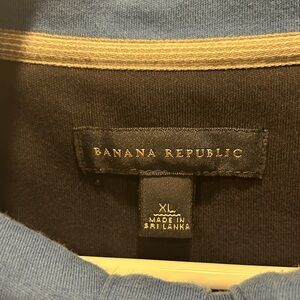 BANANA REPUBLIC
XL
MADE IN
SRI LANKA